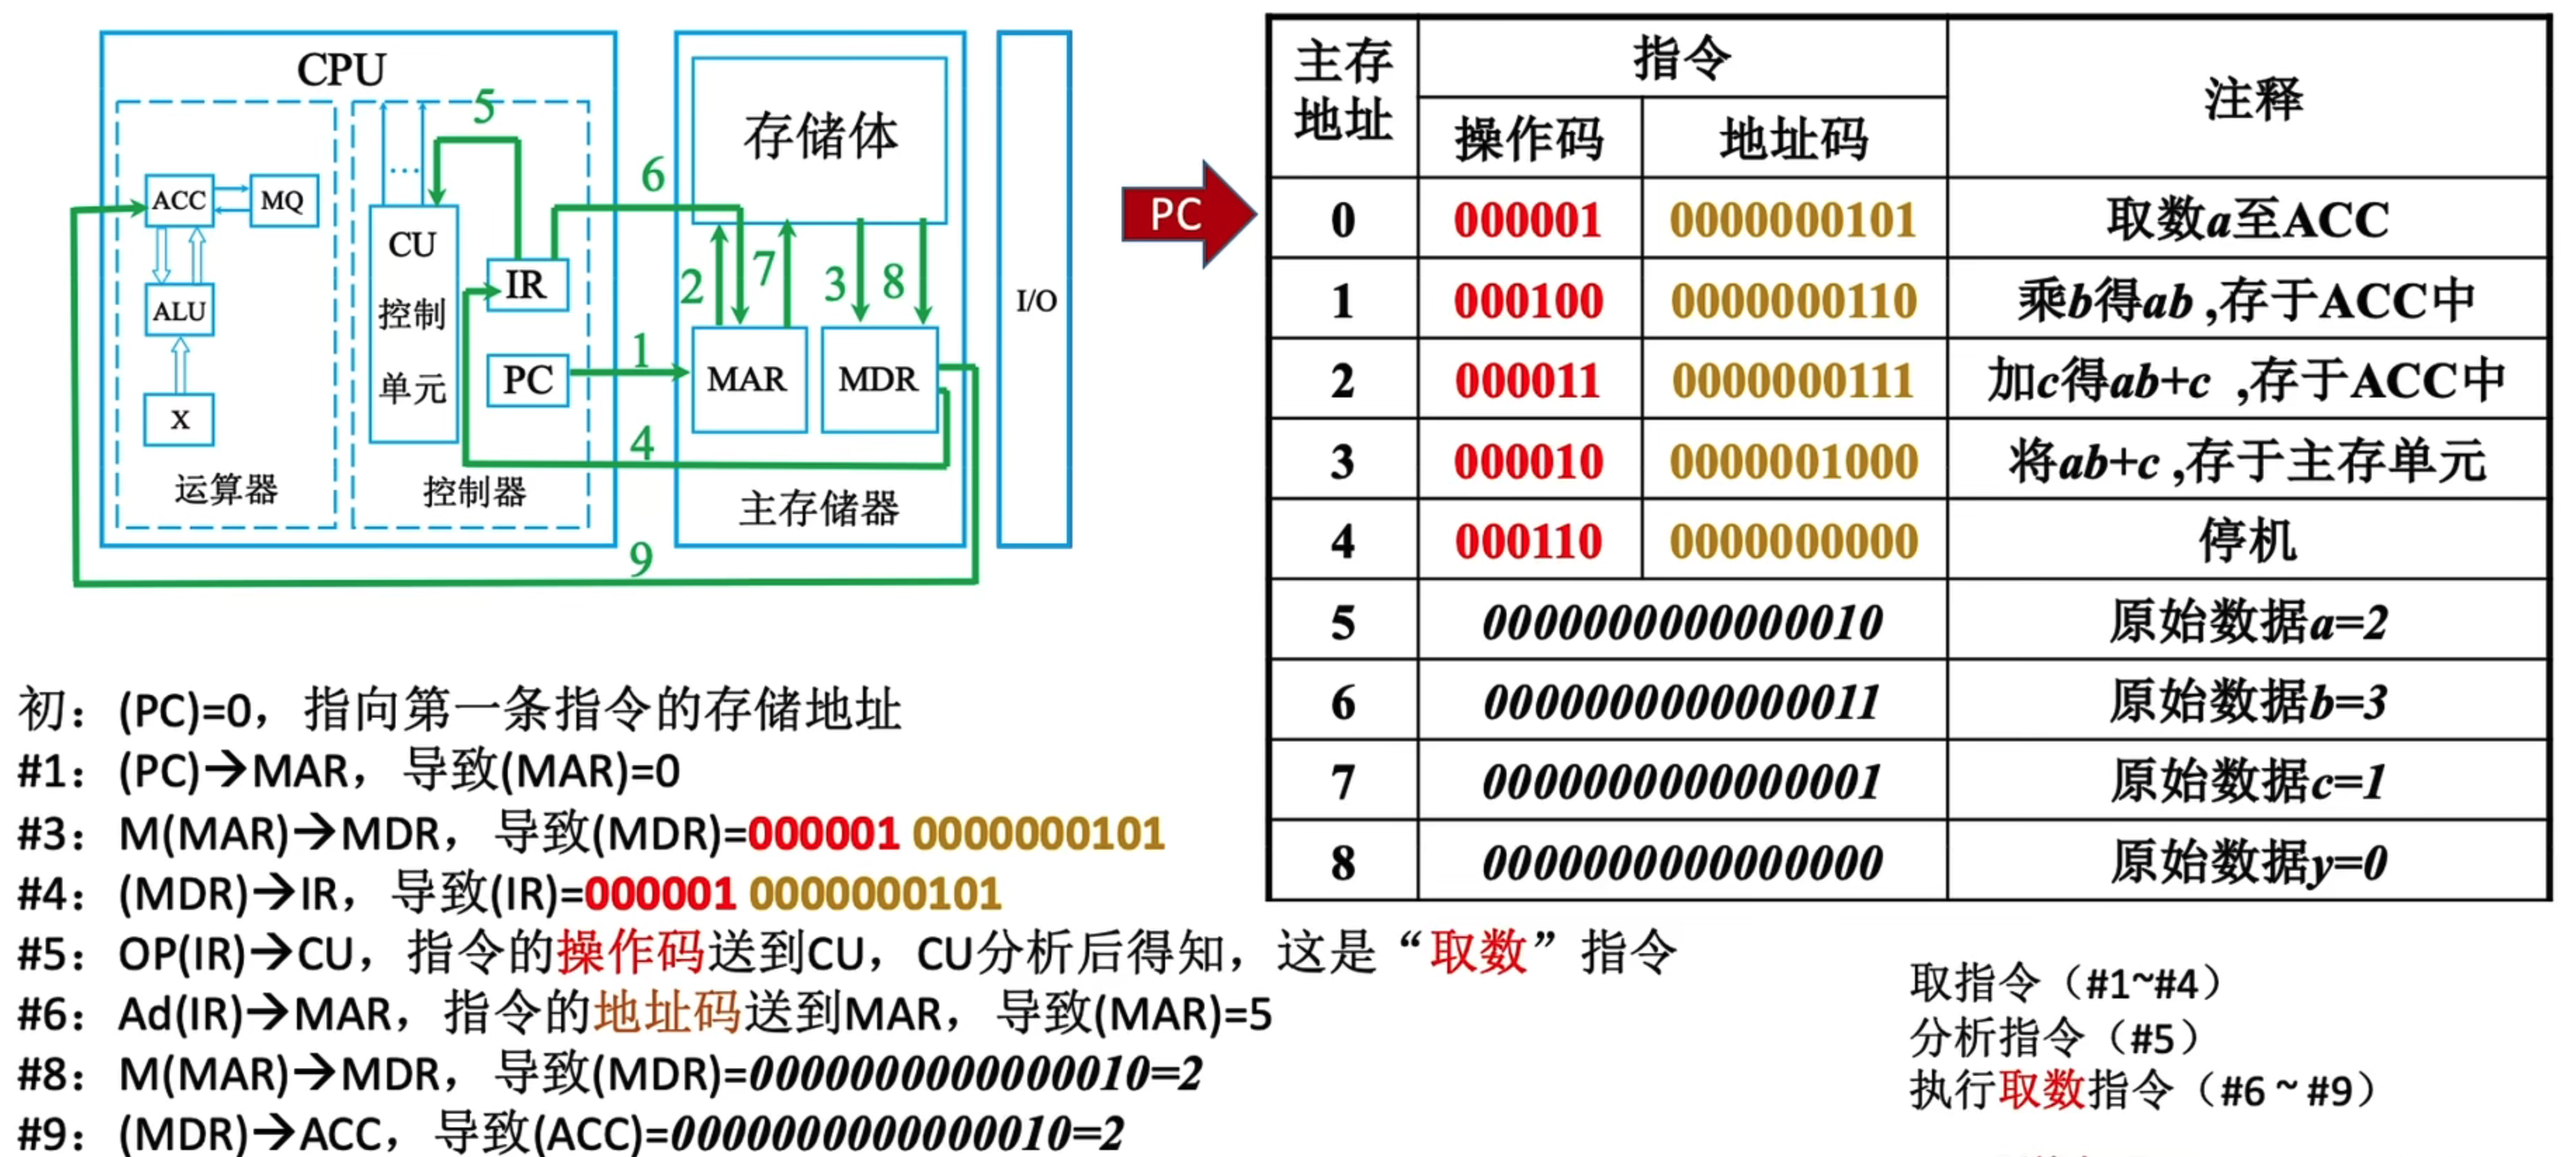 CPU
5
ACC
MQ
ALU
X
运算器
...
CU
控制
单元
IR
PC
控制器
6
1
4
9
存储体
2
7
3
8
MAR
MDR
主存储器
I/O
PC
主存地址 指令 注释
操作码 地址码
0 000001 0000000101 取数a至ACC
1 000100 0000000110 乘b得ab ,存于ACC中
2 000011 0000000111 加c得ab+c ,存于ACC中
3 000010 0000001000 将ab+c ,存于主存单元
4 000110 0000000000 停机
5 0000000000000010 原始数据a=2
6 0000000000000011 原始数据b=3
7 0000000000000001 原始数据c=1
8 0000000000000000 原始数据y=0
初：(PC)=0，指向第一条指令的存储地址
#1：(PC)→MAR，导致(MAR)=0
#3：M(MAR)→MDR，导致(MDR)=000001 0000000101
#4：(MDR)→IR，导致(IR)=000001 0000000101
#5：OP(IR)→CU，指令的操作码送到CU，CU分析后得知，这是“取数”指令
#6：Ad(IR)→MAR，指令的地址码送到MAR，导致(MAR)=5
#8：M(MAR)→MDR，导致(MDR)=0000000000000010=2
#9：(MDR)→ACC，导致(ACC)=0000000000000010=2
取指令（#1~#4）
分析指令（#5）
执行取数指令（#6 ~ #9）